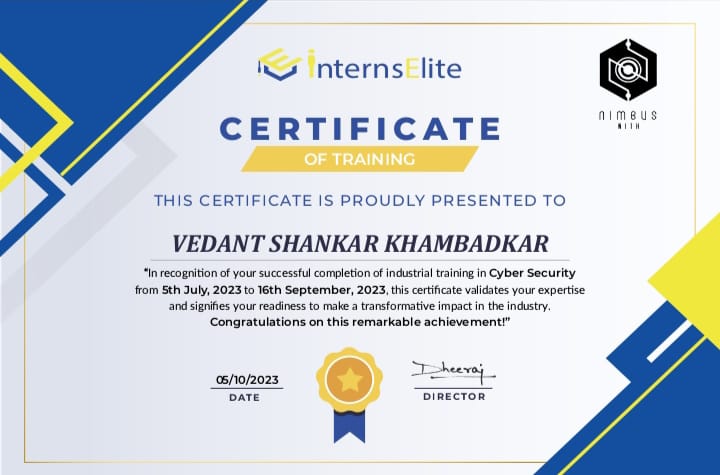 internsElite
NIMBUS
WITH
CERTIFICATE
OF TRAINING
THIS CERTIFICATE IS PROUDLY PRESENTED TO
VEDANT SHANKAR KHAMBADKAR
“In recognition of your successful completion of industrial training in Cyber Security
from 5th July, 2023 to 16th September, 2023, this certificate validates your expertise
and signifies your readiness to make a transformative impact in the industry.
Congratulations on this remarkable achievement!”
05/10/2023
Dheeraj
DATE
DIRECTOR